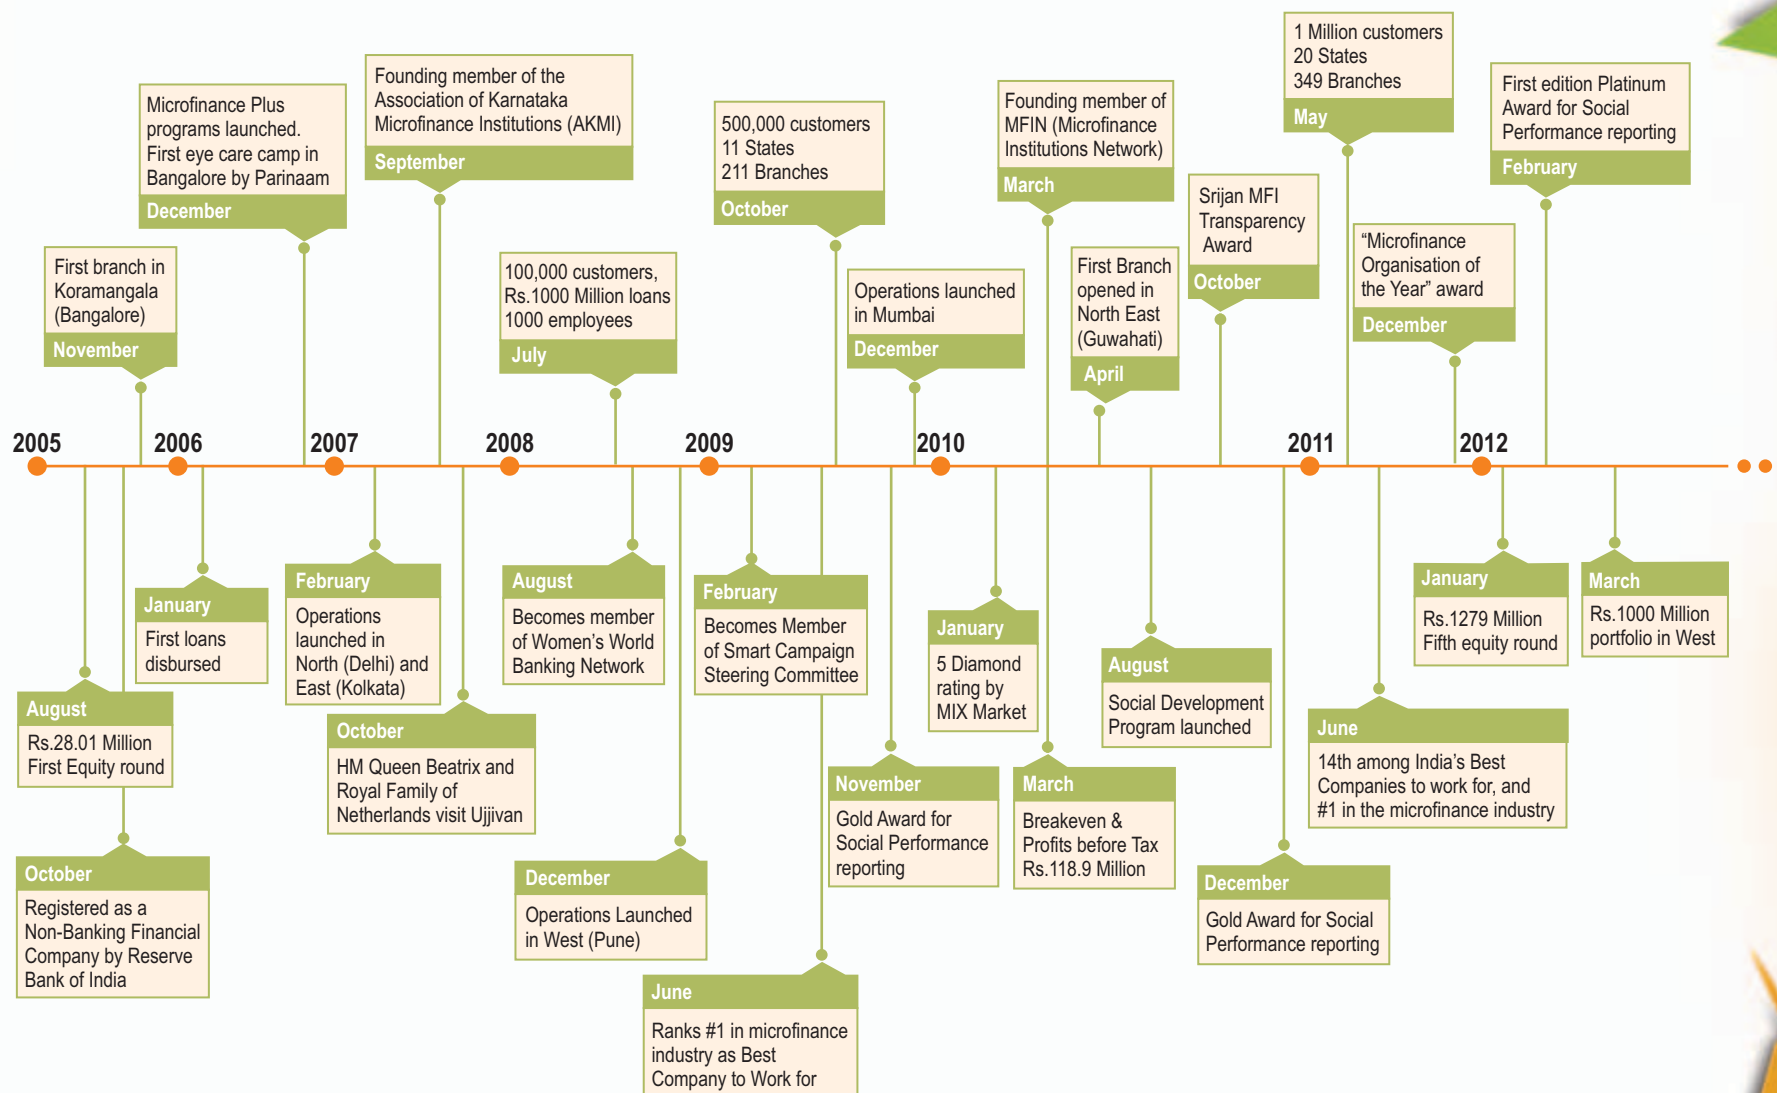 1 Million customers
20 States
349 Branches
May
Founding member of the
Association of Karnataka
Microfinance Institutions (AKMI)
September
First edition Platinum
Award for Social
Performance reporting
February
Microfinance Plus
programs launched.
First eye care camp in
Bangalore by Parinaam
December
500,000 customers
11 States
211 Branches
October
Founding member of
MFIN (Microfinance
Institutions Network)
March
Srijan MFI
Transparency
Award
October
“Microfinance
Organisation of
the Year” award
December
First branch in
Koramangala
(Bangalore)
November
100,000 customers,
Rs.1000 Million loans
1000 employees
July
Operations launched
in Mumbai
December
First Branch
opened in
North East
(Guwahati)
April
2005
2006
2007
2008
2009
2010
2011
2012
January
First loans
disbursed
February
Operations
launched in
North (Delhi) and
East (Kolkata)
August
Becomes member
of Women’s World
Banking Network
February
Becomes Member
of Smart Campaign
Steering Committee
January
5 Diamond
rating by
MIX Market
August
Social Development
Program launched
January
Rs.1279 Million
Fifth equity round
March
Rs.1000 Million
portfolio in West
August
Rs.28.01 Million
First Equity round
October
HM Queen Beatrix and
Royal Family of
Netherlands visit Ujjivan
November
Gold Award for
Social Performance
reporting
March
Breakeven &
Profits before Tax
Rs.118.9 Million
June
14th among India’s Best
Companies to work for, and
#1 in the microfinance industry
October
Registered as a
Non-Banking Financial
Company by Reserve
Bank of India
December
Operations Launched
in West (Pune)
December
Gold Award for Social
Performance reporting
June
Ranks #1 in microfinance
industry as Best
Company to Work for